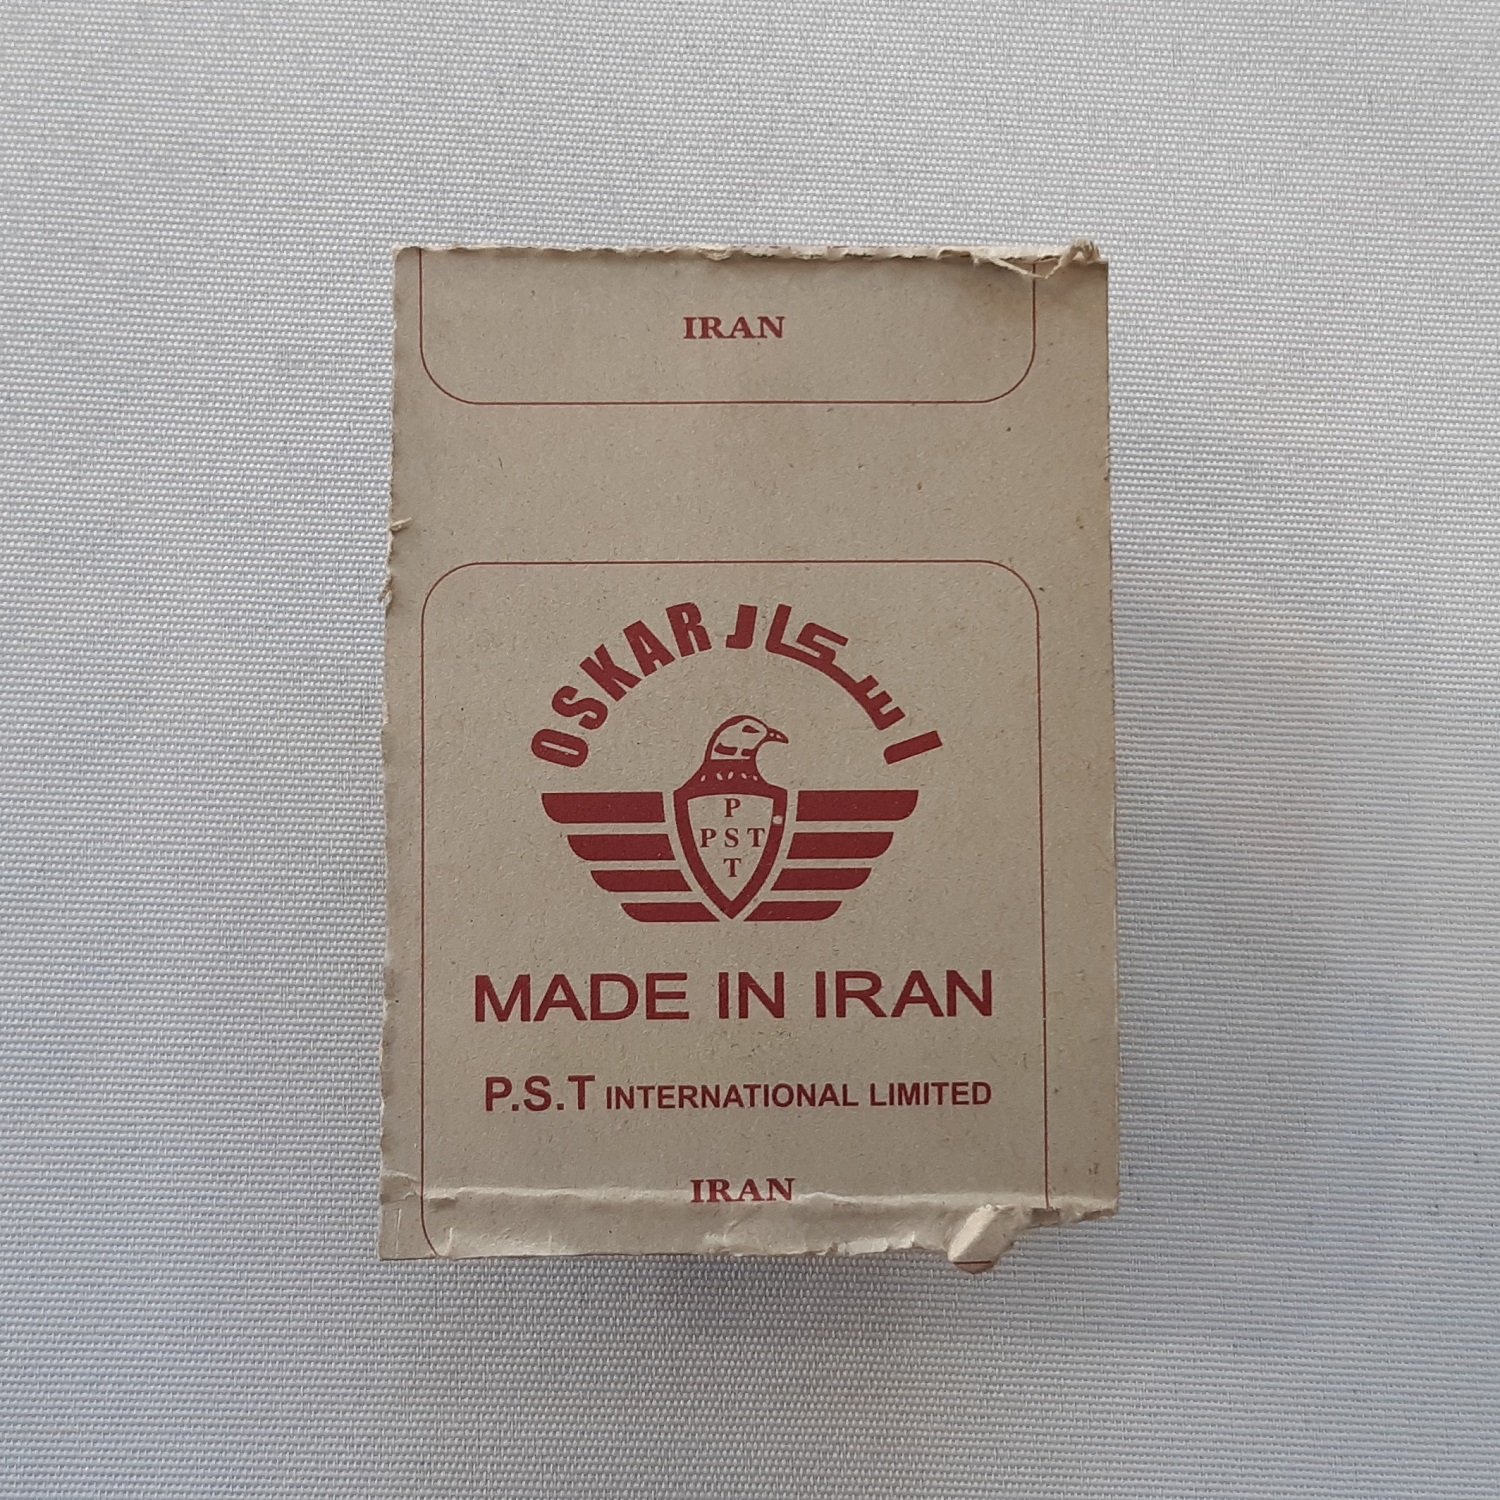 IRAN
OSKAR اسکار
P
PST
T
MADE IN IRAN
P.S.T INTERNATIONAL LIMITED
IRAN